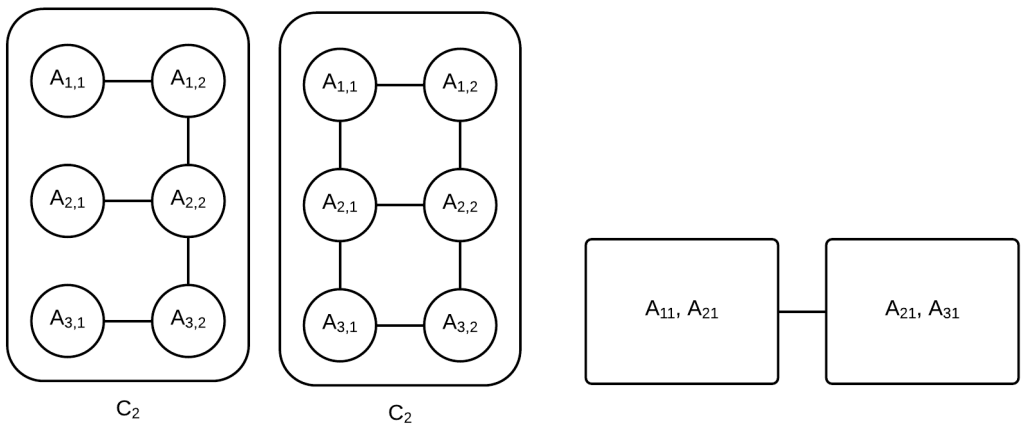 A1,1 A1,2 A1,1 A1,2
A2,1 A2,2 A2,1 A2,2
A11, A21 A21, A31
A3,1 A3,2 A3,1 A3,2
C2 C2